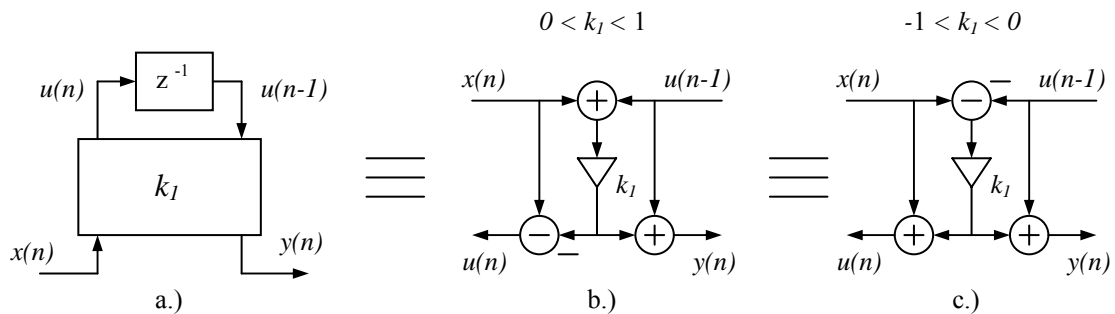 0 < k1 < 1
-1 < k1 < 0
z -1
u(n)
u(n-1)
k1
x(n)
y(n)
a.)
x(n)
u(n-1)
+
k1
−
+
−
u(n)
y(n)
b.)
x(n)
−
u(n-1)
−
k1
+
+
u(n)
y(n)
c.)